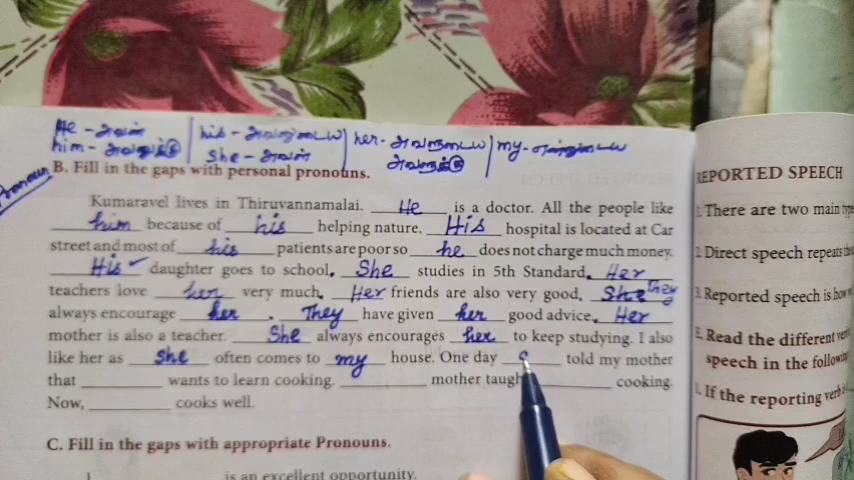 He - அவன் | his - அவனுடைய | her - அவளுடைய | my - என்னுடைய
him - அவனுக்கு | she - அவள் | அவளுக்கு
Pronoun
B. Fill in the gaps with personal pronouns.
Kumaravel lives in Thiruvannamalai. He is a doctor. All the people like
him because of his helping nature. His hospital is located at Car
street and most of his patients are poor so he does not charge much money.
His daughter goes to school. She studies in 5th Standard. Her
teachers love her very much. Her friends are also very good, She they
always encourage her. They have given her good advice. Her
mother is also a teacher. She always encourages her to keep studying. I also
like her as she often comes to my house. One day ______ told my mother
that ______ wants to learn cooking. ______ mother taugh ______ cooking.
Now, ______ cooks well.
C. Fill in the gaps with appropriate Pronouns.
is an excellent opportunity.
REPORTED SPEECH
There are two main
Direct speech repeats
Reported speech is
Read the different
speech in the
If the reporting verb